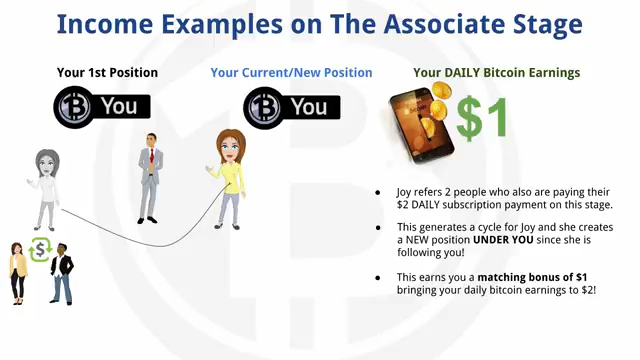 Income Examples on The Associate Stage
Your 1st Position
Your Current/New Position
Your DAILY Bitcoin Earnings
You
You
$1
$
• Joy refers 2 people who also are paying their
$2 DAILY subscription payment on this stage.
• This generates a cycle for Joy and she creates
a NEW position UNDER YOU since she is
following you!
• This earns you a matching bonus of $1
bringing your daily bitcoin earnings to $2!